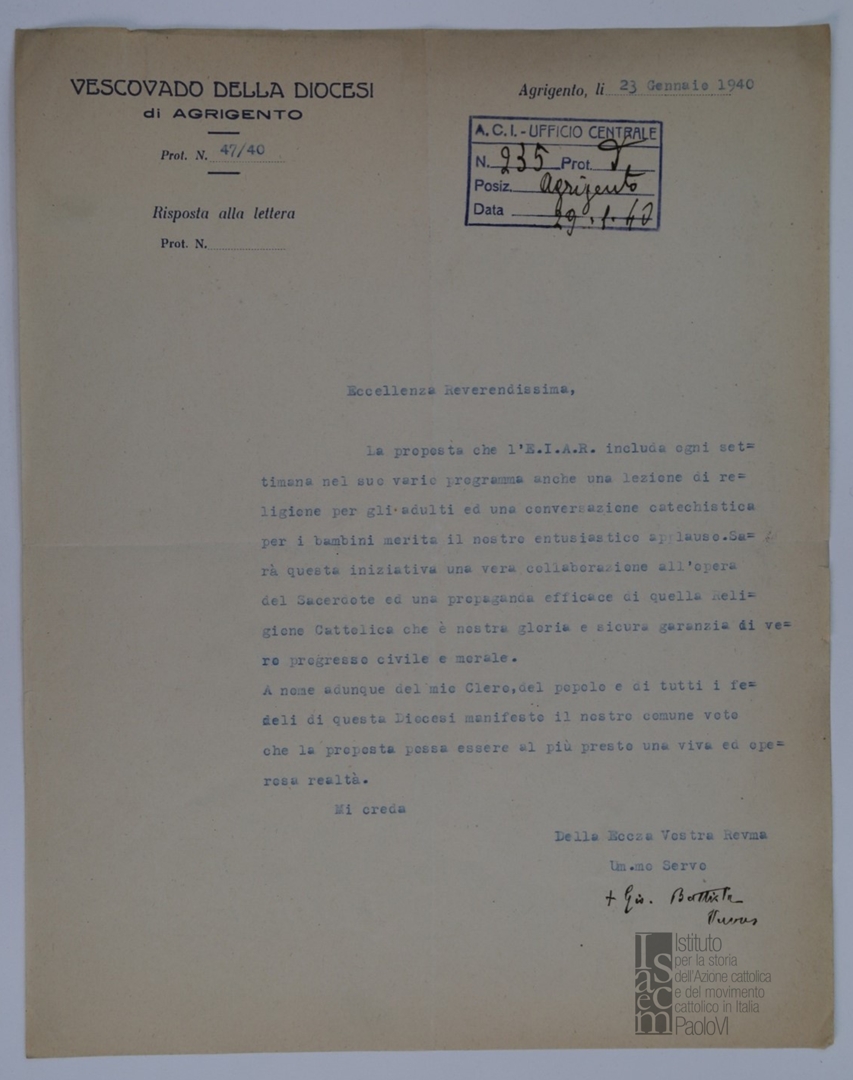 VESCOVADO DELLA DIOCESI
di AGRIGENTO
Prot. N. 47/40
Risposta alla lettera
Prot. N.
Agrigento, li 23 Gennaio 1940
A.C.I. - UFFICIO CENTRALE
N. 235 Prot.
Posiz. Agrigento
Data 29.1.40
Eccellenza Reverendissima,
La proposta che l'E.I.A.R. includa ogni set=
timana nel suo vario programma anche una lezione di re=
ligione per gli adulti ed una conversazione catechistica
per i bambini merita il nostro entusiastico applauso.Sa=
rà questa iniziativa una vera collaborazione all'opera
del Sacerdote ed una propaganda efficace di quella Reli=
gione Cattolica che è nostra gloria e sicura garanzia di ve=
ro progresso civile e morale.
A nome adunque del mio Clero,del popolo e di tutti i fe=
deli di questa Diocesi manifesto il nostro comune voto
che la proposta possa essere al più presto una viva ed ope=
rosa realtà.
Mi creda
Della Eccza Vostra Revma
Um.mo Servo
+ Gio. Battista
Isacem
Istituto
per la storia
dell'Azione cattolica
e del movimento
cattolico in Italia
PaoloVI